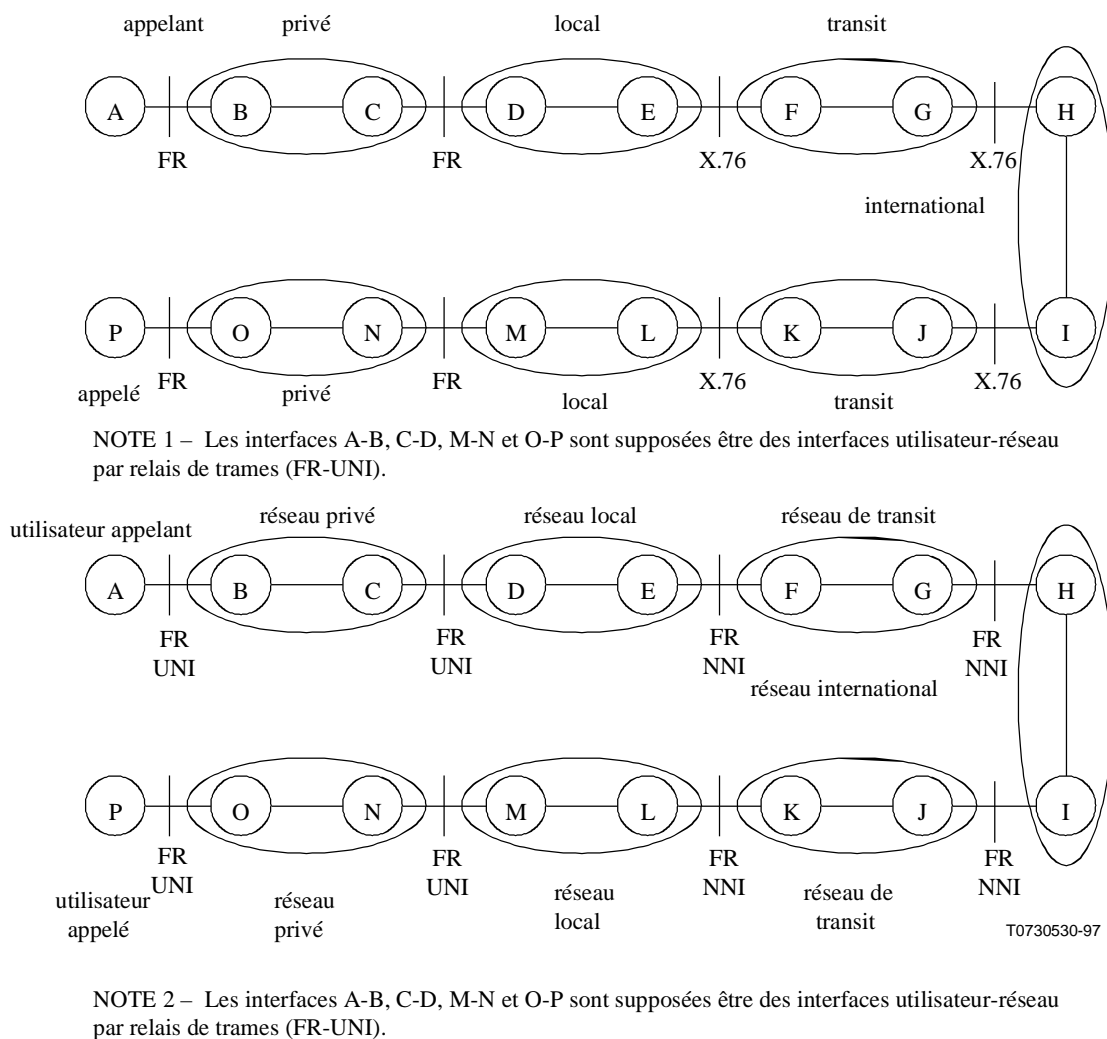 appelant privé local transit
A B C D E F G H
FR FR X.76 X.76
international
P O N M L K J I
FR FR X.76 X.76
appelé privé local transit
NOTE 1 – Les interfaces A-B, C-D, M-N et O-P sont supposées être des interfaces utilisateur-réseau
par relais de trames (FR-UNI).
utilisateur appelant réseau privé réseau local réseau de transit
A B C D E F G H
FR FR FR FR
UNI UNI NNI NNI
réseau international
P O N M L K J I
FR FR FR FR
UNI UNI NNI NNI
utilisateur réseau réseau réseau de
appelé privé local transit
T0730530-97
NOTE 2 – Les interfaces A-B, C-D, M-N et O-P sont supposées être des interfaces utilisateur-réseau
par relais de trames (FR-UNI).